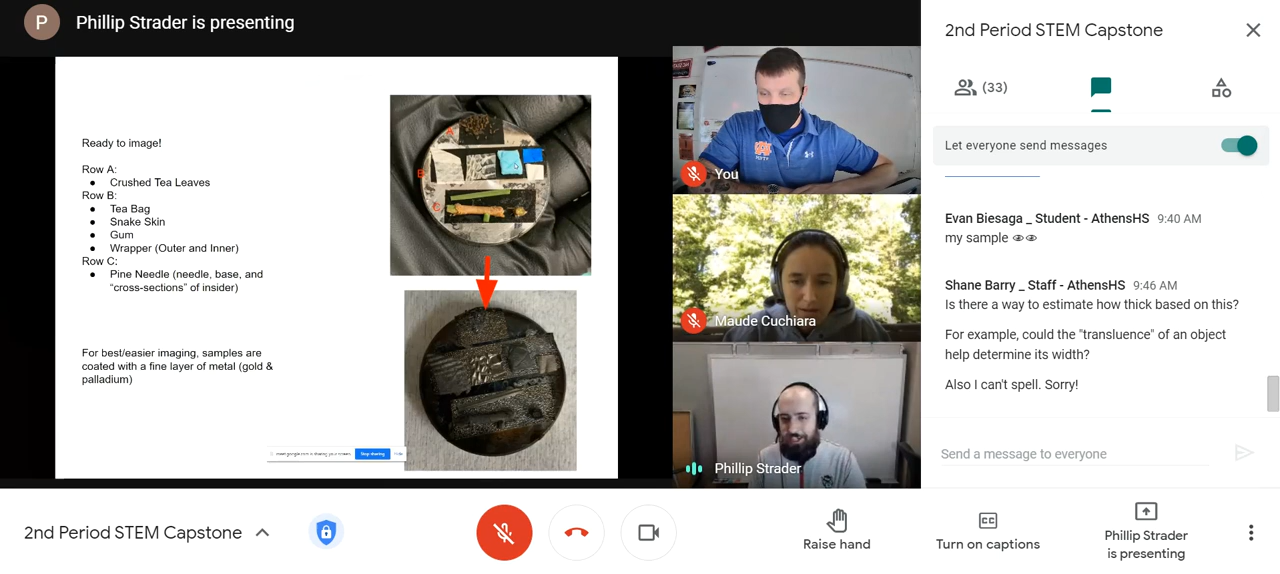 P
Phillip Strader is presenting
Ready to image!
Row A:
● Crushed Tea Leaves
Row B:
● Tea Bag
● Snake Skin
● Gum
● Wrapper (Outer and Inner)
Row C:
● Pine Needle (needle, base, and
“cross-sections” of insider)
For best/easier imaging, samples are
coated with a fine layer of metal (gold &
palladium)
A
B
C
Stop sharing
Hide
You
Maude Cuchiara
Phillip Strader
2nd Period STEM Capstone
(33)
Let everyone send messages
Evan Biesaga _ Student - AthensHS 9:40 AM
my sample 👀👀
Shane Barry _ Staff - AthensHS 9:46 AM
Is there a way to estimate how thick based on this?
For example, could the "transluence" of an object
help determine its width?
Also I can't spell. Sorry!
Send a message to everyone
2nd Period STEM Capstone
Raise hand
CC
Turn on captions
Phillip Strader
is presenting